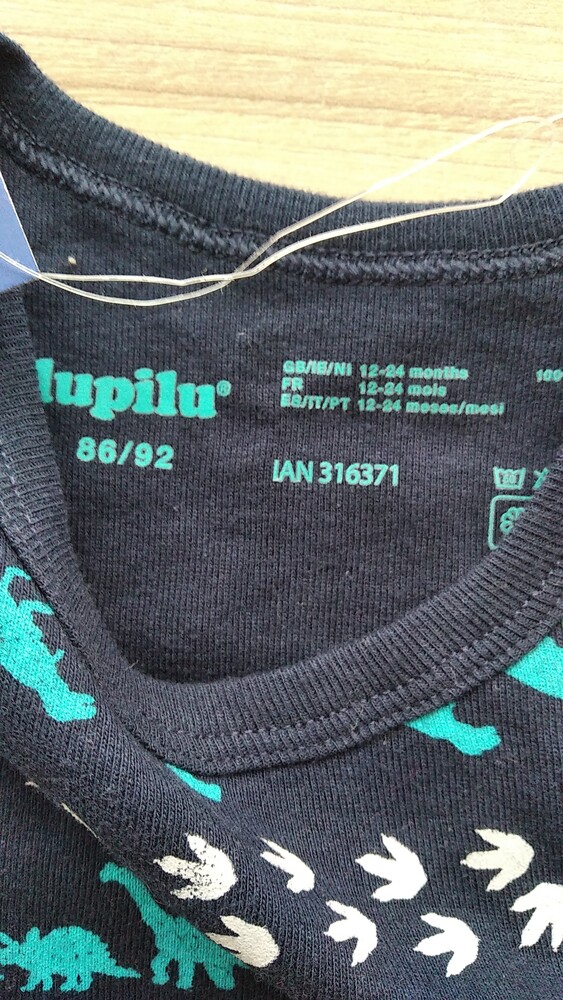 lupilu®
86/92
GB/IE/NI 12-24 months
FR 12-24 mois
ES/IT/PT 12-24 meses/mesi
IAN 316371